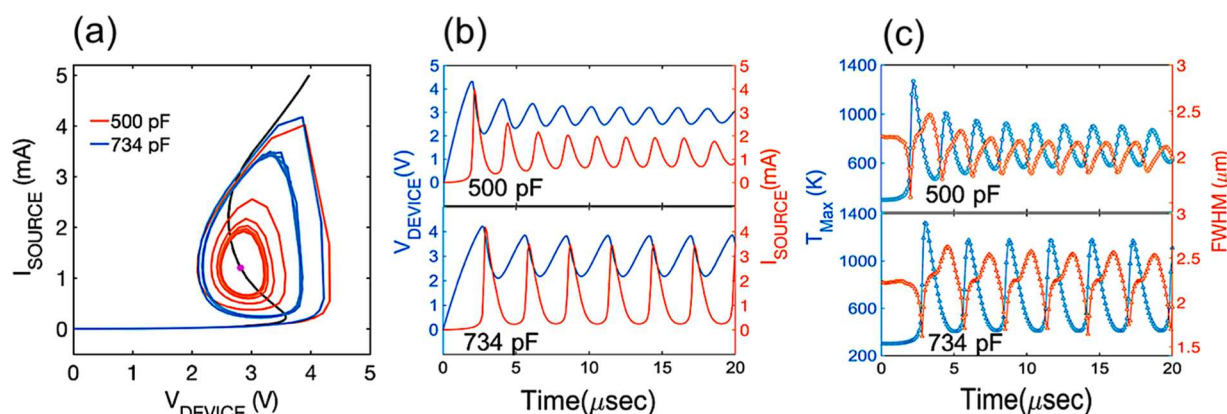 (a)
5
4
3
2
1
0
I_SOURCE (mA)
500 pF
734 pF
0 1 2 3 4 5
V_DEVICE (V)
(b)
5
4
3
2
1
0
4
3
2
1
0
V_DEVICE(V)
500 pF
734 pF
5
4
3
2
1
0
4
3
2
1
0
I_SOURCE(mA)
0 5 10 15 20
Time(μsec)
(c)
1400
1000
600
1400
1000
600
200
T_Max (K)
500 pF
734 pF
3
2.5
2
3
2.5
2
1.5
FWHM (μm)
0 5 10 15 20
Time(μsec)